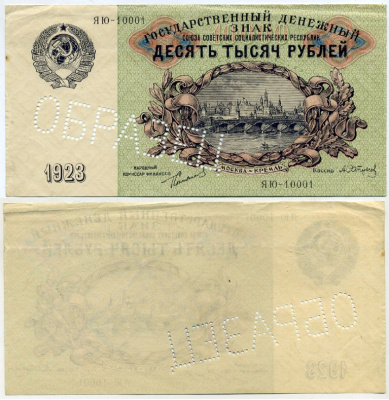 ЯЮ-10001
ГОСУДАРСТВЕННЫЙ ДЕНЕЖНЫЙ
ЗНАК
СОЮЗА СОВЕТСКИХ СОЦИАЛИСТИЧЕСКИХ РЕСПУБЛИК
ДЕСЯТЬ ТЫСЯЧ РУБЛЕЙ
ОБРАЗЕЦ
1923
НАРОДНЫЙ
КОМИССАР ФИНАНСОВ
МОСКВА - КРЕМЛЬ
Кассир
ЯЮ-10001
ОБРАЗЕЦ